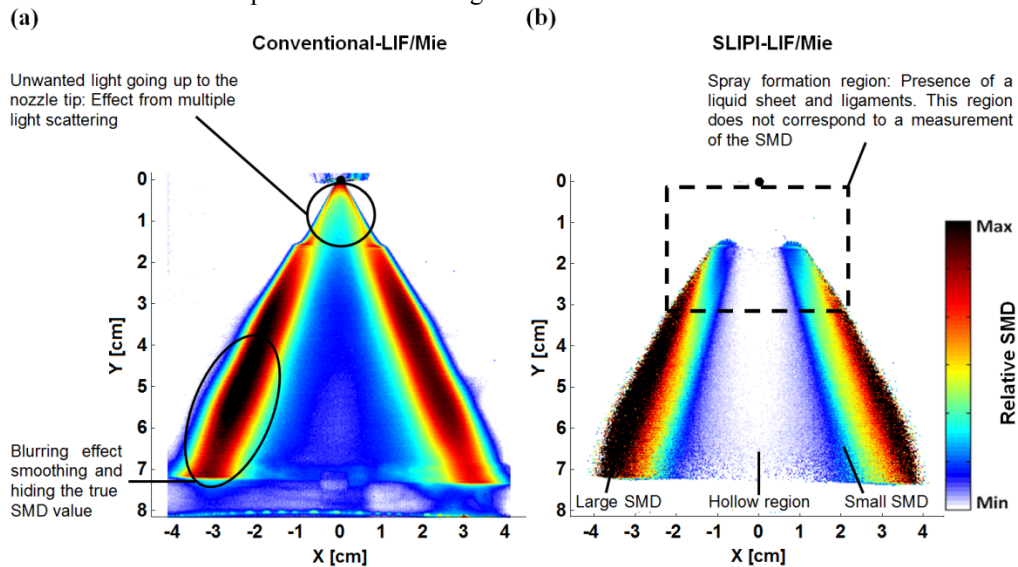 (a)
(b)
Conventional-LIF/Mie
SLIPI-LIF/Mie
Unwanted light going up to the
nozzle tip: Effect from multiple
light scattering
Spray formation region: Presence of a
liquid sheet and ligaments. This region
does not correspond to a measurement
of the SMD
0
1
2
3
4
5
6
7
8
Y [cm]
Blurring effect
smoothing and
hiding the true
SMD value
-4 -3 -2 -1 0 1 2 3 4
X [cm]
0
1
2
3
4
5
6
7
8
Y [cm]
Large SMD
Hollow region
Small SMD
-4 -3 -2 -1 0 1 2 3 4
X [cm]
Max
Relative SMD
Min